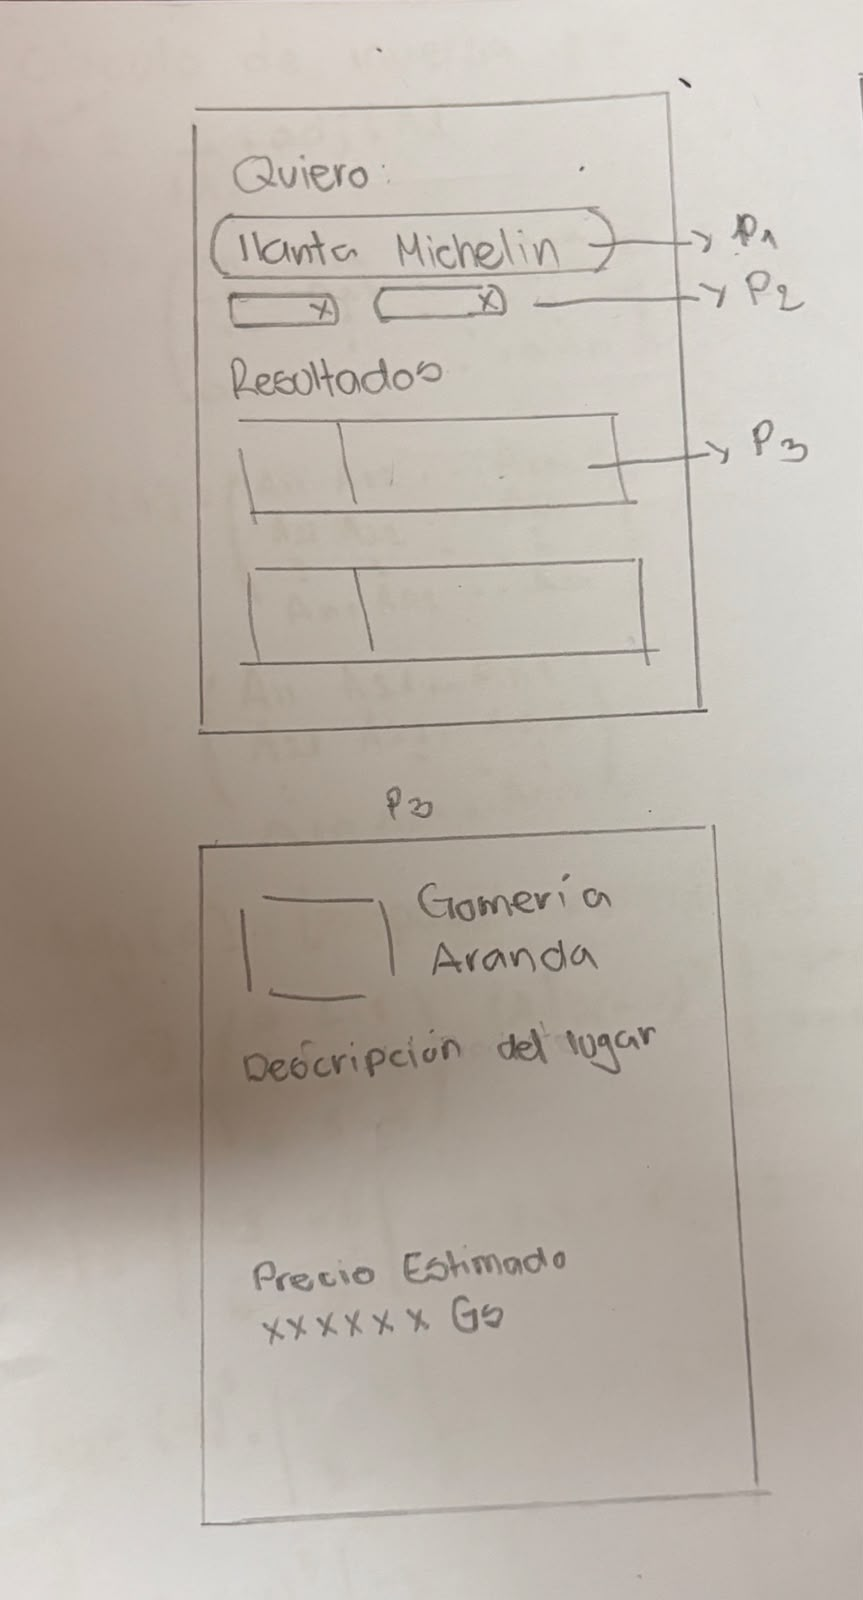 Quiero:
llanta Michelin
P1
x
x
P2
Resultados
P3
P3
Gomería
Aranda
Descripción del lugar
Precio Estimado
xxxxxx Gs